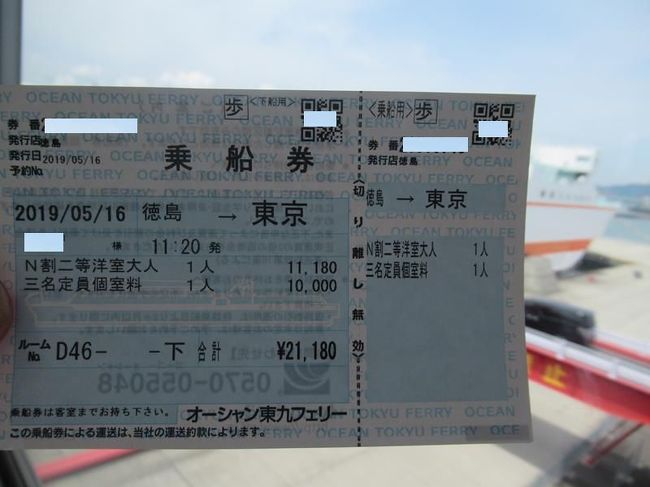 OCEAN TOKYU FERRY
歩 <下船用>
券番
発行店 徳島
発行日 2019/05/16
予約No.
乗船券
2019/05/16 徳島 → 東京
様 11:20 発
N割二等洋室大人 1人 11,180
三名定員個室料 1人 10,000
ルームNo. D46- -下 合計 ¥21,180
0570-055048
乗船券は客室までお持ち下さい。
オーシャン東九フェリー
この乗船券による運送は、当社の運送約款によります。
〈切り離し無効〉
<乗船用> 歩
券番
発行店 徳島
徳島 → 東京
N割二等洋室大人 1人
三名定員個室料 1人
止